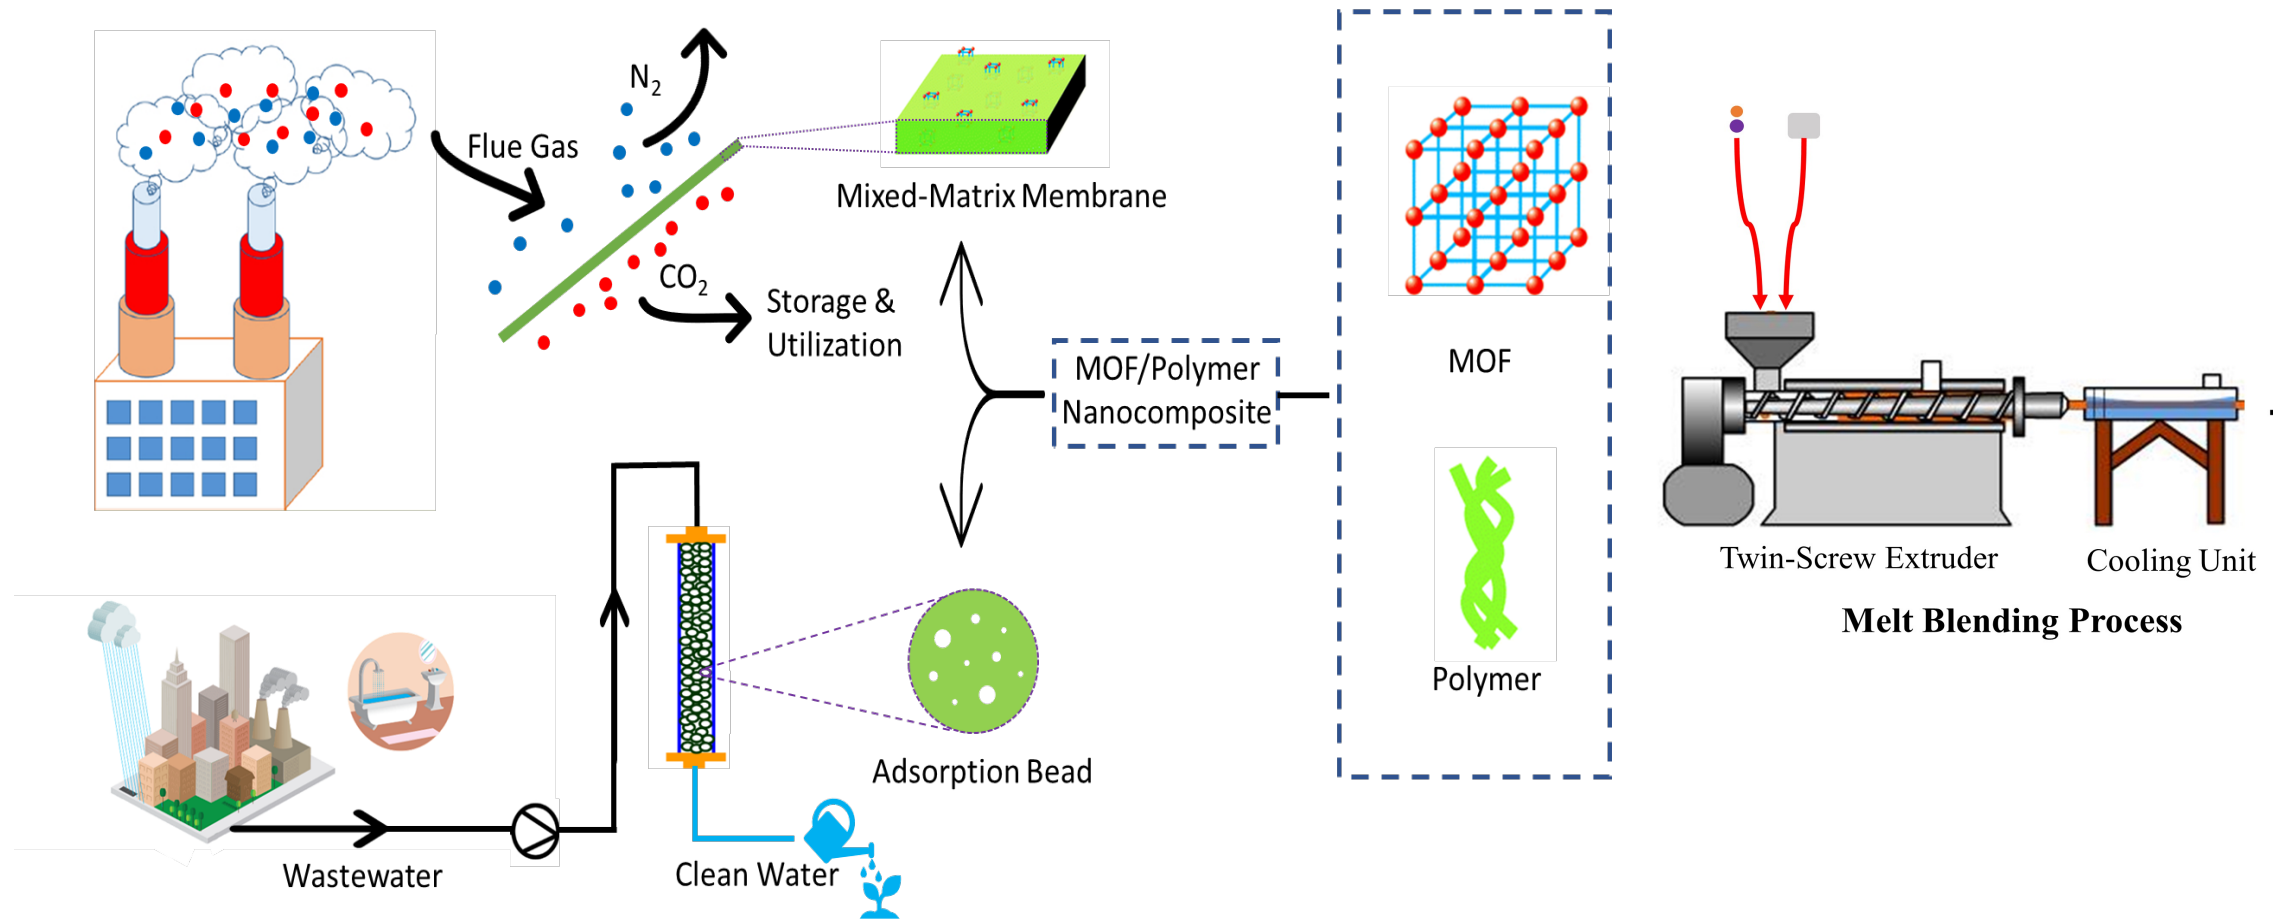 N₂
Flue Gas
Mixed-Matrix Membrane
CO₂
Storage &
Utilization
MOF/Polymer
Nanocomposite
MOF
Polymer
Twin-Screw Extruder
Cooling Unit
Melt Blending Process
Adsorption Bead
Wastewater
Clean Water